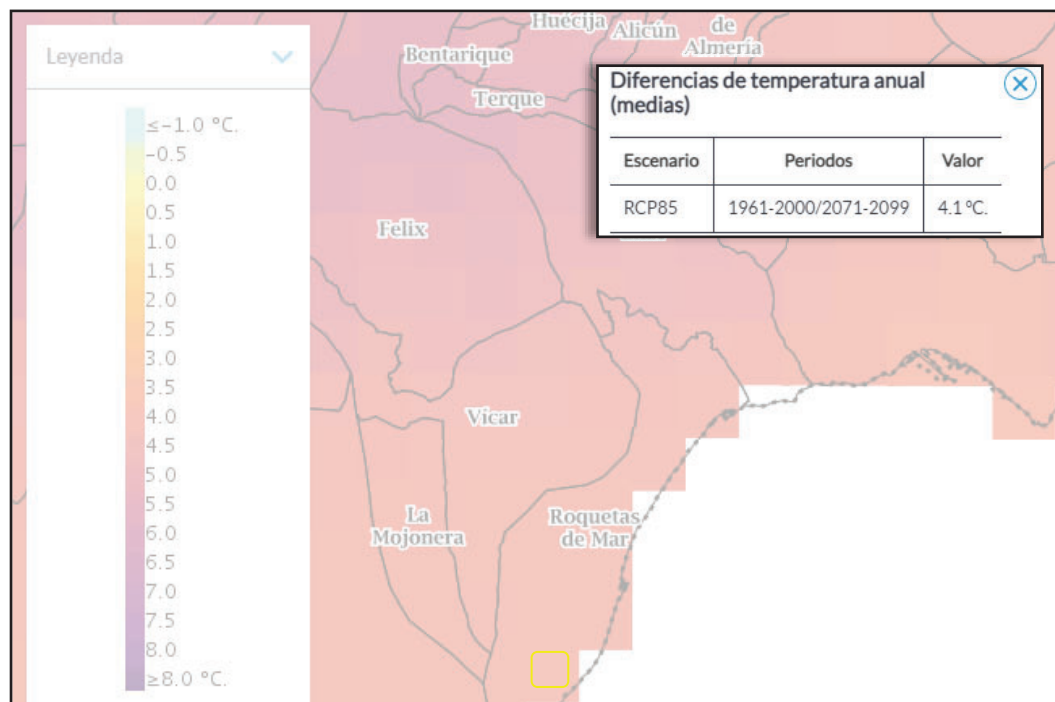 Leyenda
≤-1.0 °C.
-0.5
0.0
0.5
1.0
1.5
2.0
2.5
3.0
3.5
4.0
4.5
5.0
5.5
6.0
6.5
7.0
7.5
8.0
≥8.0 °C.
Huécija
Alicún
de
Almería
Bentarique
Terque
Felix
Vícar
La
Mojonera
Roquetas
de Mar
Diferencias de temperatura anual
(medias)
Escenario Periodos Valor
RCP85 1961-2000/2071-2099 4.1 °C.